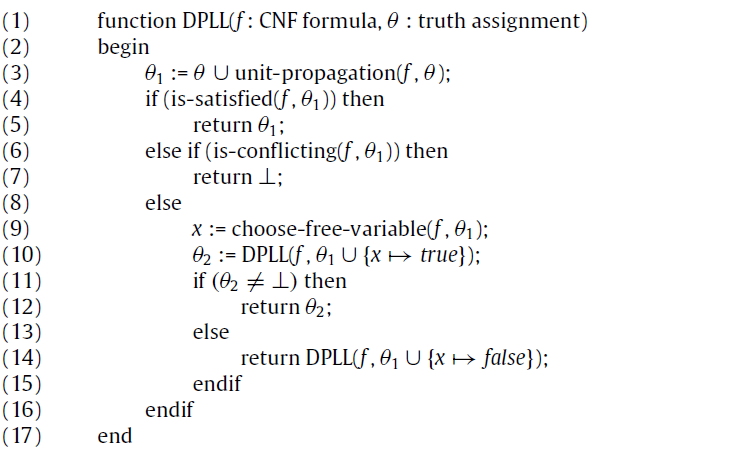 (1) function DPLL(f : CNF formula, θ : truth assignment)
(2) begin
(3) θ₁ := θ ∪ unit-propagation(f, θ);
(4) if (is-satisfied(f, θ₁)) then
(5) return θ₁;
(6) else if (is-conflicting(f, θ₁)) then
(7) return ⊥;
(8) else
(9) x := choose-free-variable(f, θ₁);
(10) θ₂ := DPLL(f, θ₁ ∪ {x ↦ true});
(11) if (θ₂ ≠ ⊥) then
(12) return θ₂;
(13) else
(14) return DPLL(f, θ₁ ∪ {x ↦ false});
(15) endif
(16) endif
(17) end